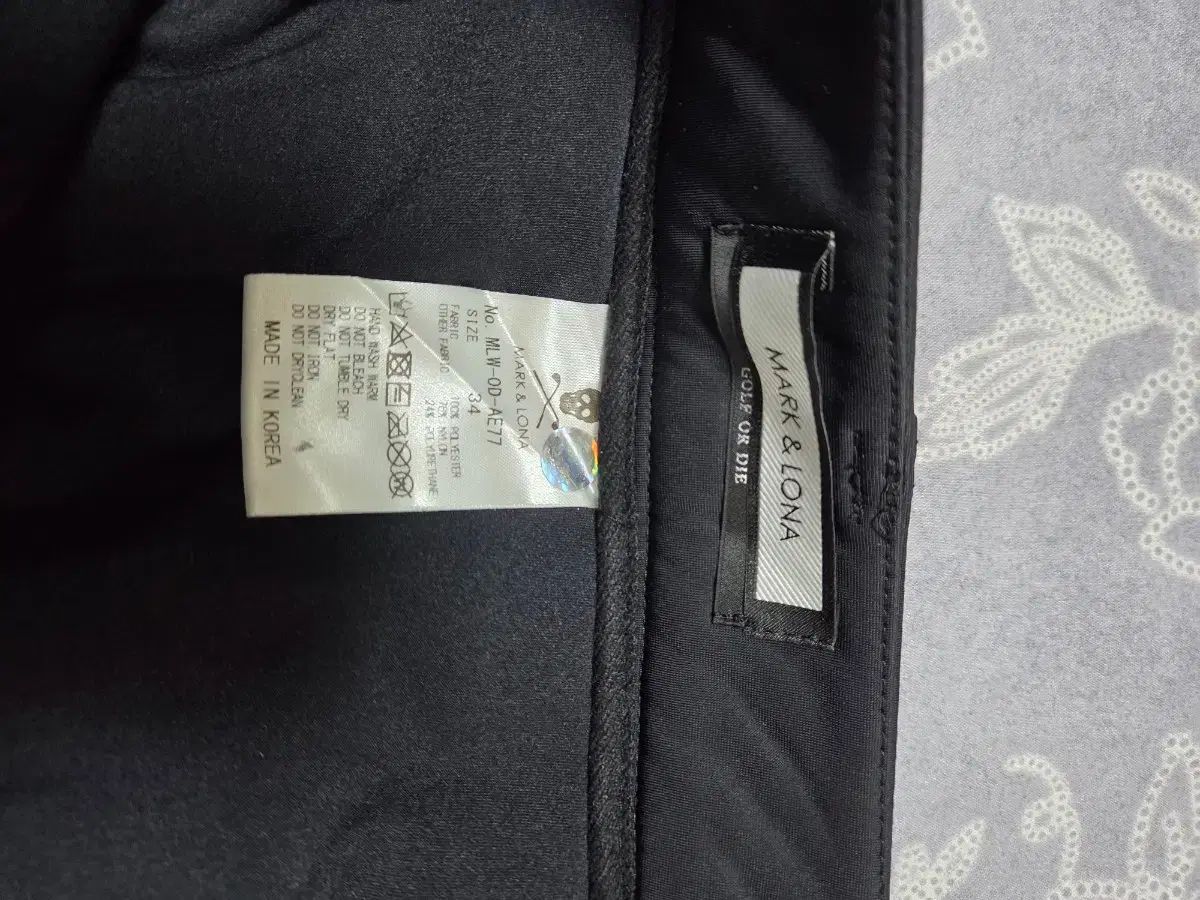 MARK & LONA
No. MLW-OD-AE77
SIZE 34
FABRIC 100% POLYESTER
OTHER FABRIC 76% NYLON
24% POLYURETHANE
HAND WASH WARM
DO NOT BLEACH
DO NOT TUMBLE DRY
DRY FLAT
DO NOT IRON
DO NOT DRYCLEAN
4
MADE IN KOREA
MARK & LONA
GOLF OR DIE